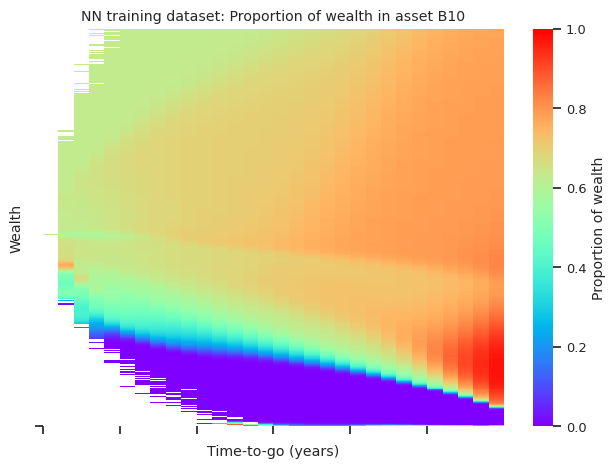 NN training dataset: Proportion of wealth in asset B10
Wealth
Time-to-go (years)
1.0
0.8
0.6
0.4
0.2
0.0
Proportion of wealth